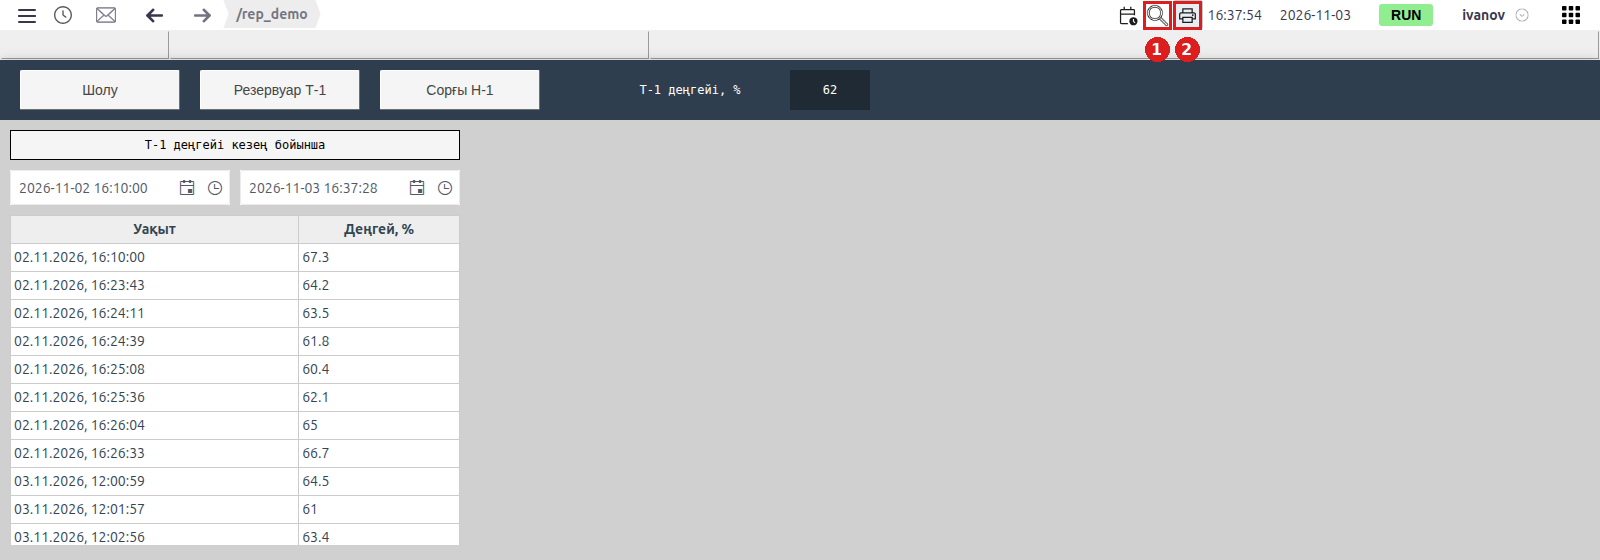 /rep_demo 16:37:54 2026-11-03 RUN ivanov
1 2
Шолу Резервуар Т-1 Сорғы Н-1 Т-1 деңгейі, % 62
Т-1 деңгейі кезең бойынша
2026-11-02 16:10:00 2026-11-03 16:37:28
Уақыт Деңгей, %
02.11.2026, 16:10:00 67.3
02.11.2026, 16:23:43 64.2
02.11.2026, 16:24:11 63.5
02.11.2026, 16:24:39 61.8
02.11.2026, 16:25:08 60.4
02.11.2026, 16:25:36 62.1
02.11.2026, 16:26:04 65
02.11.2026, 16:26:33 66.7
03.11.2026, 12:00:59 64.5
03.11.2026, 12:01:57 61
03.11.2026, 12:02:56 63.4